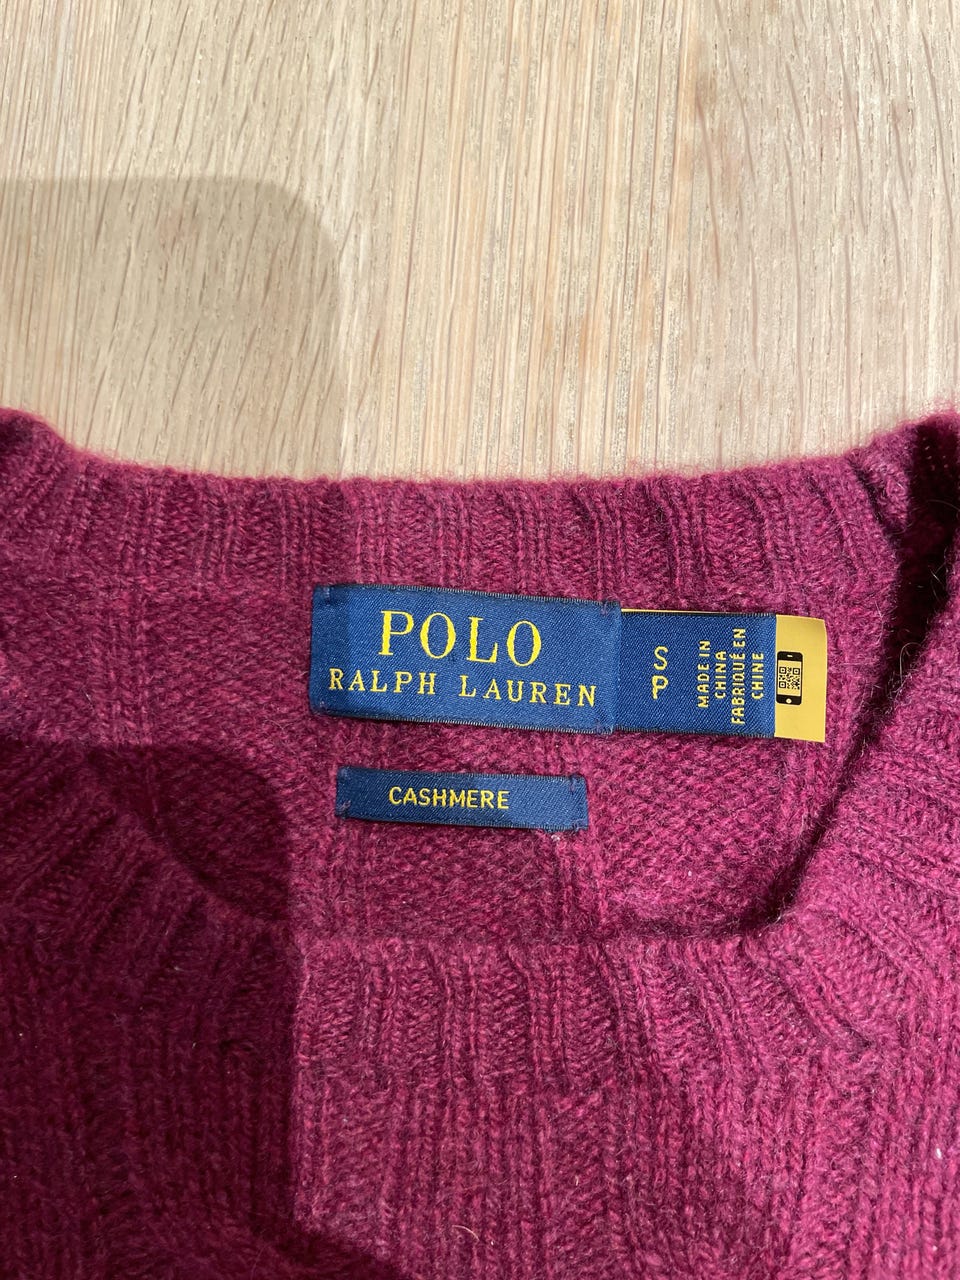 POLO
RALPH LAUREN
S
P
MADE IN
CHINA
FABRIQUÉ EN
CHINE
CASHMERE